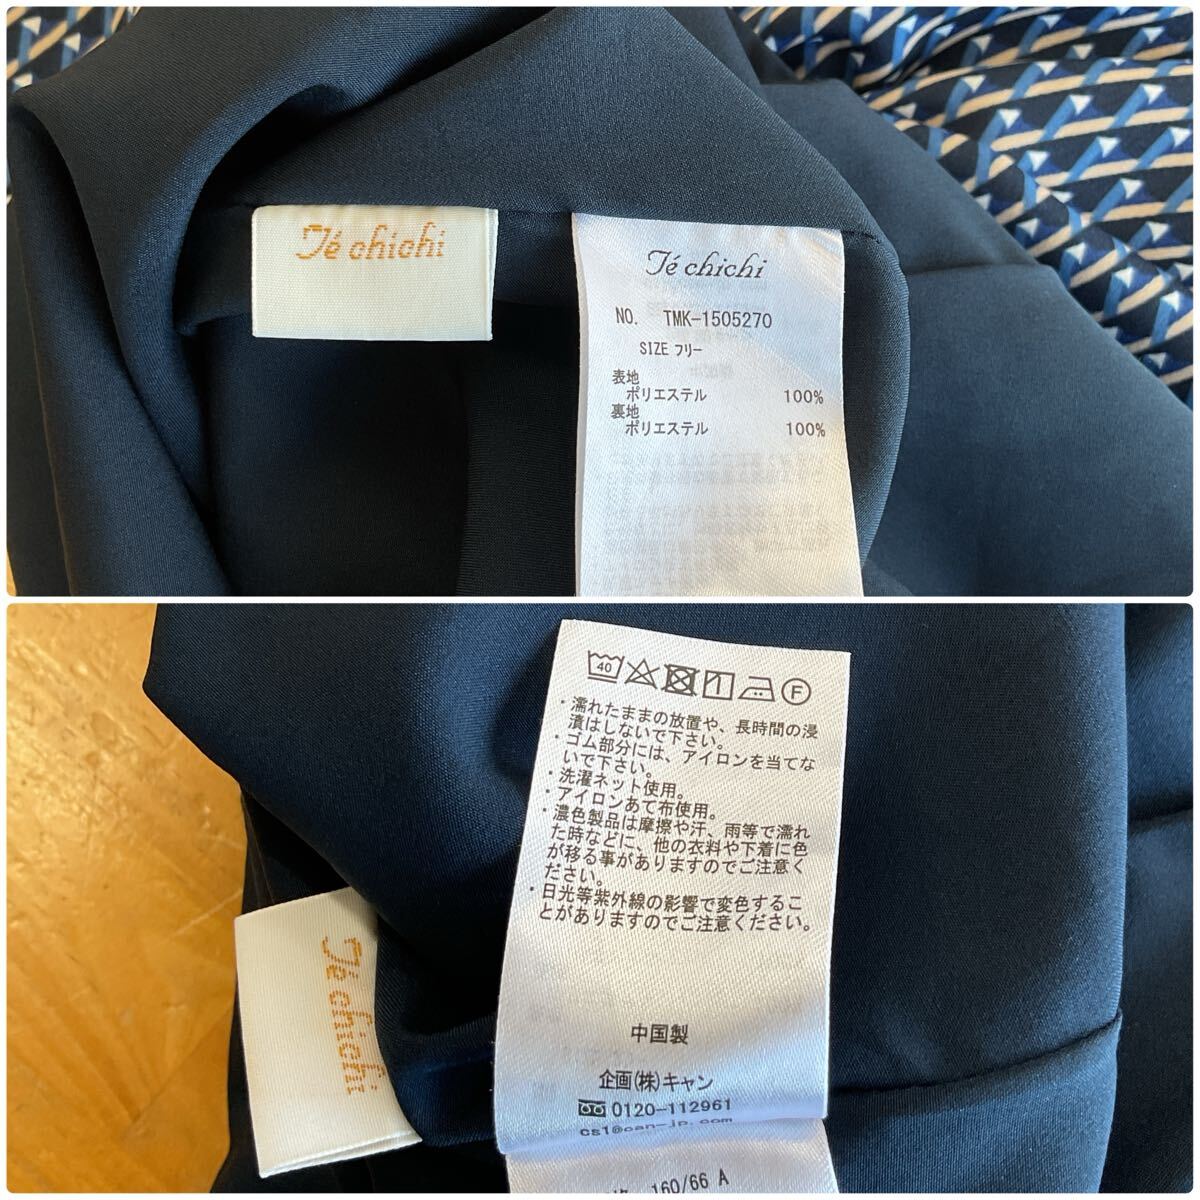 Té chichi
Té chichi
NO. TMK-1505270
SIZE フリー
表地
ポリエステル 100%
裏地
ポリエステル 100%
40 F
・濡れたままの放置や、長時間の浸
漬はしないで下さい。
・ゴム部分には、アイロンを当てな
いで下さい。
・洗濯ネット使用。
・アイロンあて布使用。
・濃色製品は摩擦や汗、雨等で濡れ
た時などに、他の衣料や下着に色
が移る事がありますのでご注意く
ださい。
・日光等紫外線の影響で変色するこ
とがありますのでご注意ください。
中国製
企画(株)キャン
0120-112961
cs1@can-jp.com
160/66 A
Té chichi